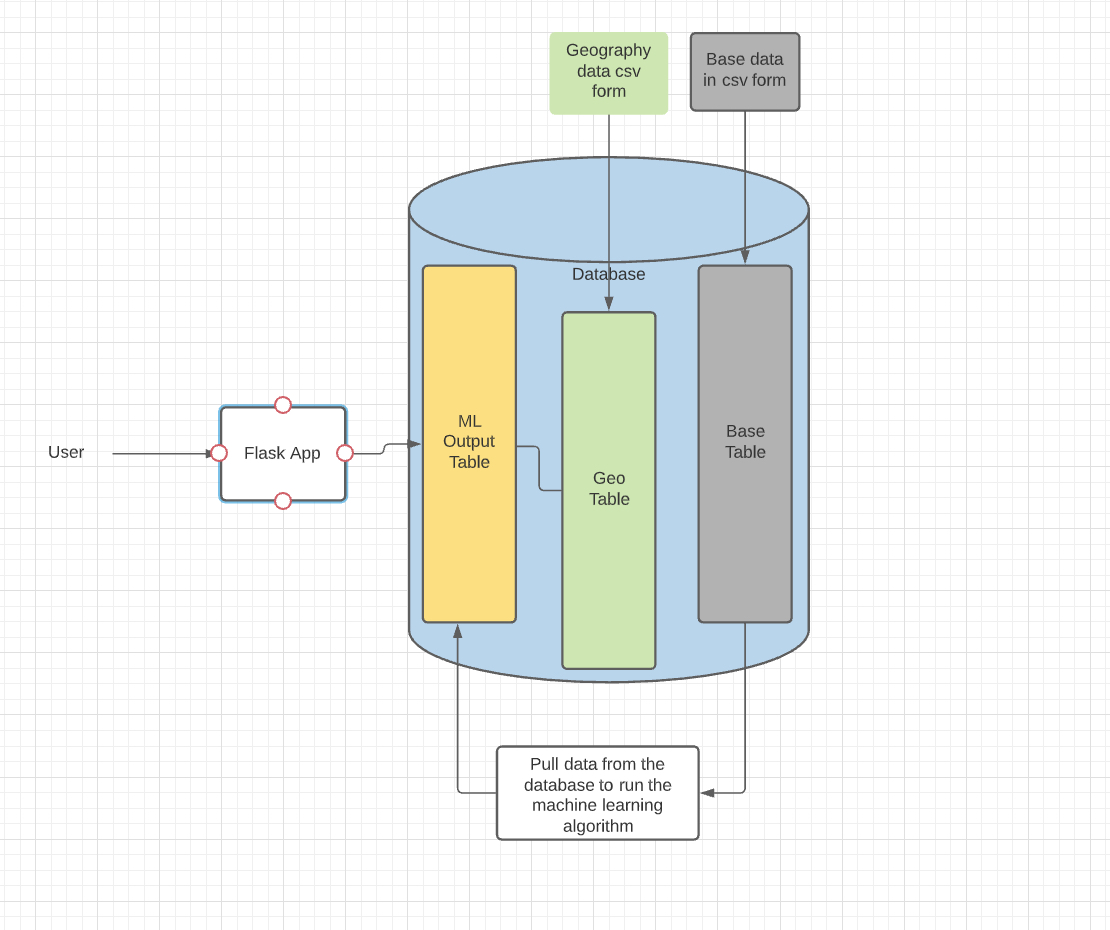 Geography
data csv
form
Base data
in csv form
Database
ML
Output
Table
Geo
Table
Base
Table
User
Flask App
Pull data from the
database to run the
machine learning
algorithm